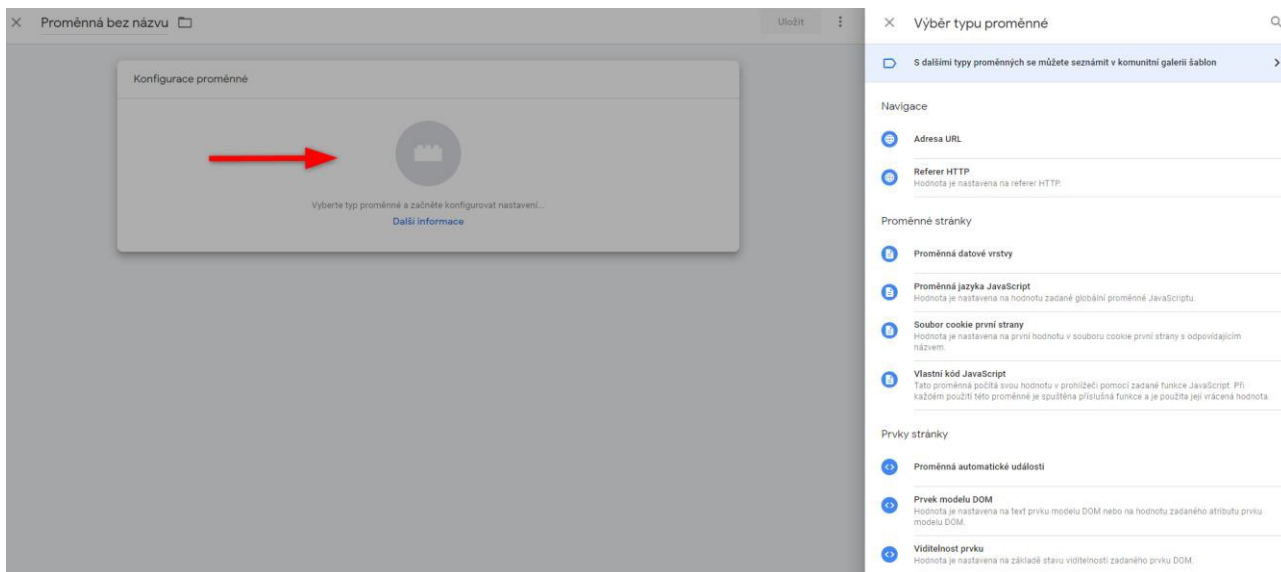 Proměnná bez názvu
Uložit
Konfigurace proměnné
Vyberte typ proměnné a začněte konfigurovat nastavení...
Další informace
Výběr typu proměnné
S dalšími typy proměnných se můžete seznámit v komunitní galerii šablon
Navigace
Adresa URL
Referer HTTP
Hodnota je nastavena na referer HTTP.
Proměnné stránky
Proměnná datové vrstvy
Proměnná jazyka JavaScript
Hodnota je nastavena na hodnotu zadané globální proměnné JavaScriptu.
Soubor cookie první strany
Hodnota je nastavena na první hodnotu v souboru cookie první strany s odpovídajícím
názvem.
Vlastní kód JavaScript
Tato proměnná počítá svou hodnotu v prohlížeči pomocí zadané funkce JavaScript. Při
každém použití této proměnné je spuštěna příslušná funkce a je použita její vrácená hodnota.
Prvky stránky
Proměnná automatické události
Prvek modelu DOM
Hodnota je nastavena na text prvku modelu DOM nebo na hodnotu zadaného atributu prvku
modelu DOM.
Viditelnost prvku
Hodnota je nastavena na základě stavu viditelnosti zadaného prvku DOM.